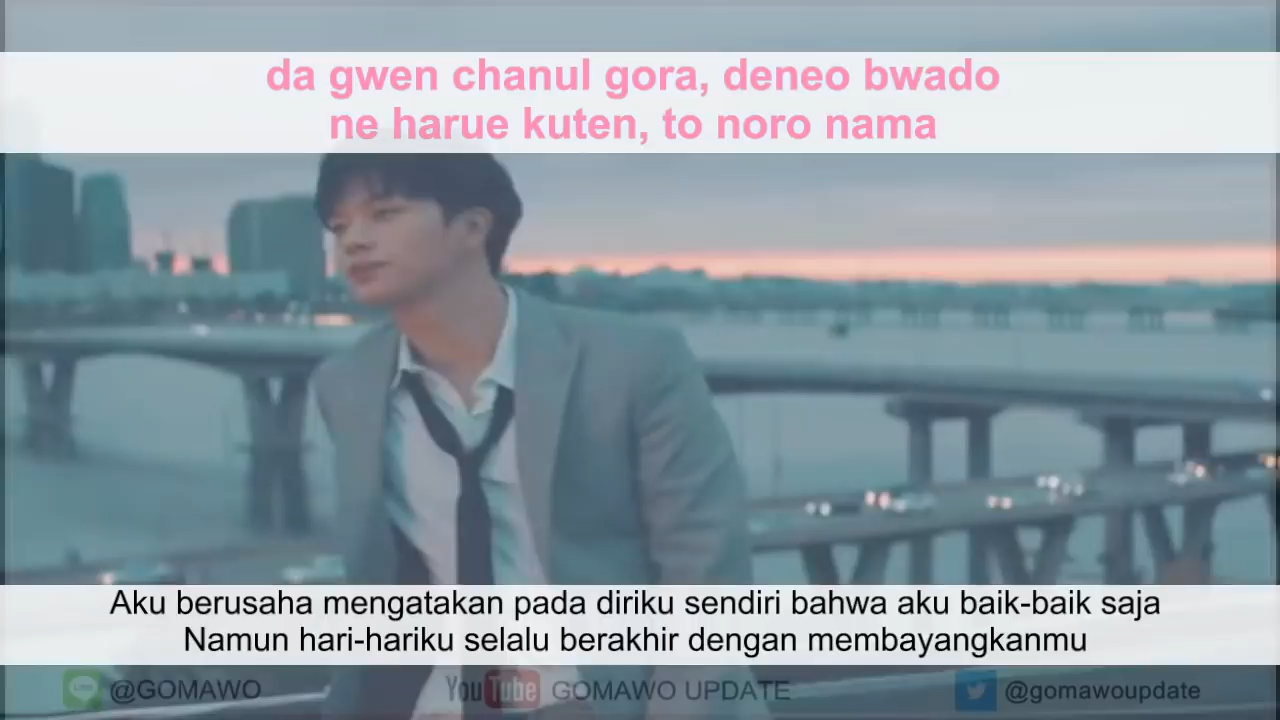 da gwen chanul gora, deneo bwado
ne harue kuten, to noro nama
Aku berusaha mengatakan pada diriku sendiri bahwa aku baik-baik saja
Namun hari-hariku selalu berakhir dengan membayangkanmu
LINE @GOMAWO YouTube GOMAWO UPDATE @gomawoupdate